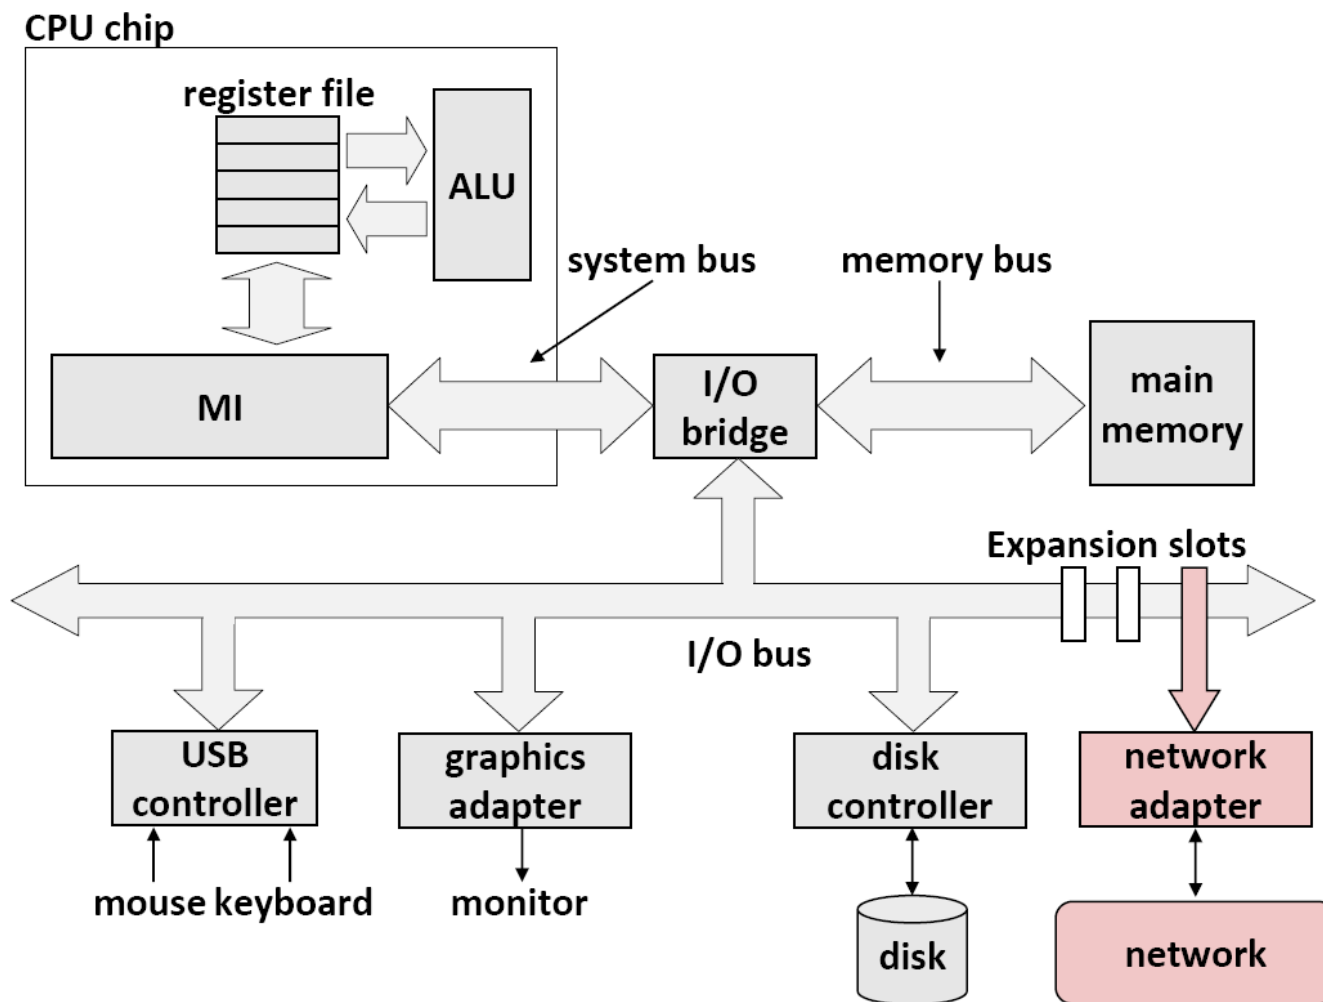 CPU chip
register file
ALU
system bus
memory bus
MI
I/O
bridge
main
memory
Expansion slots
I/O bus
USB
controller
graphics
adapter
disk
controller
network
adapter
mouse keyboard
monitor
disk
network